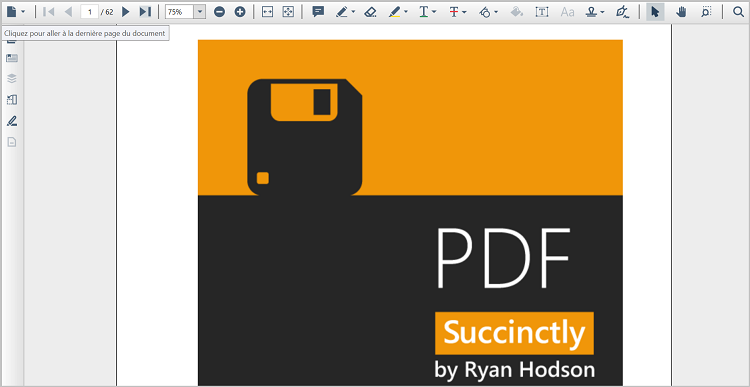 1 / 62 75% T T Aa T
Cliquez pour aller à la dernière page du document
PDF
Succinctly
by Ryan Hodson